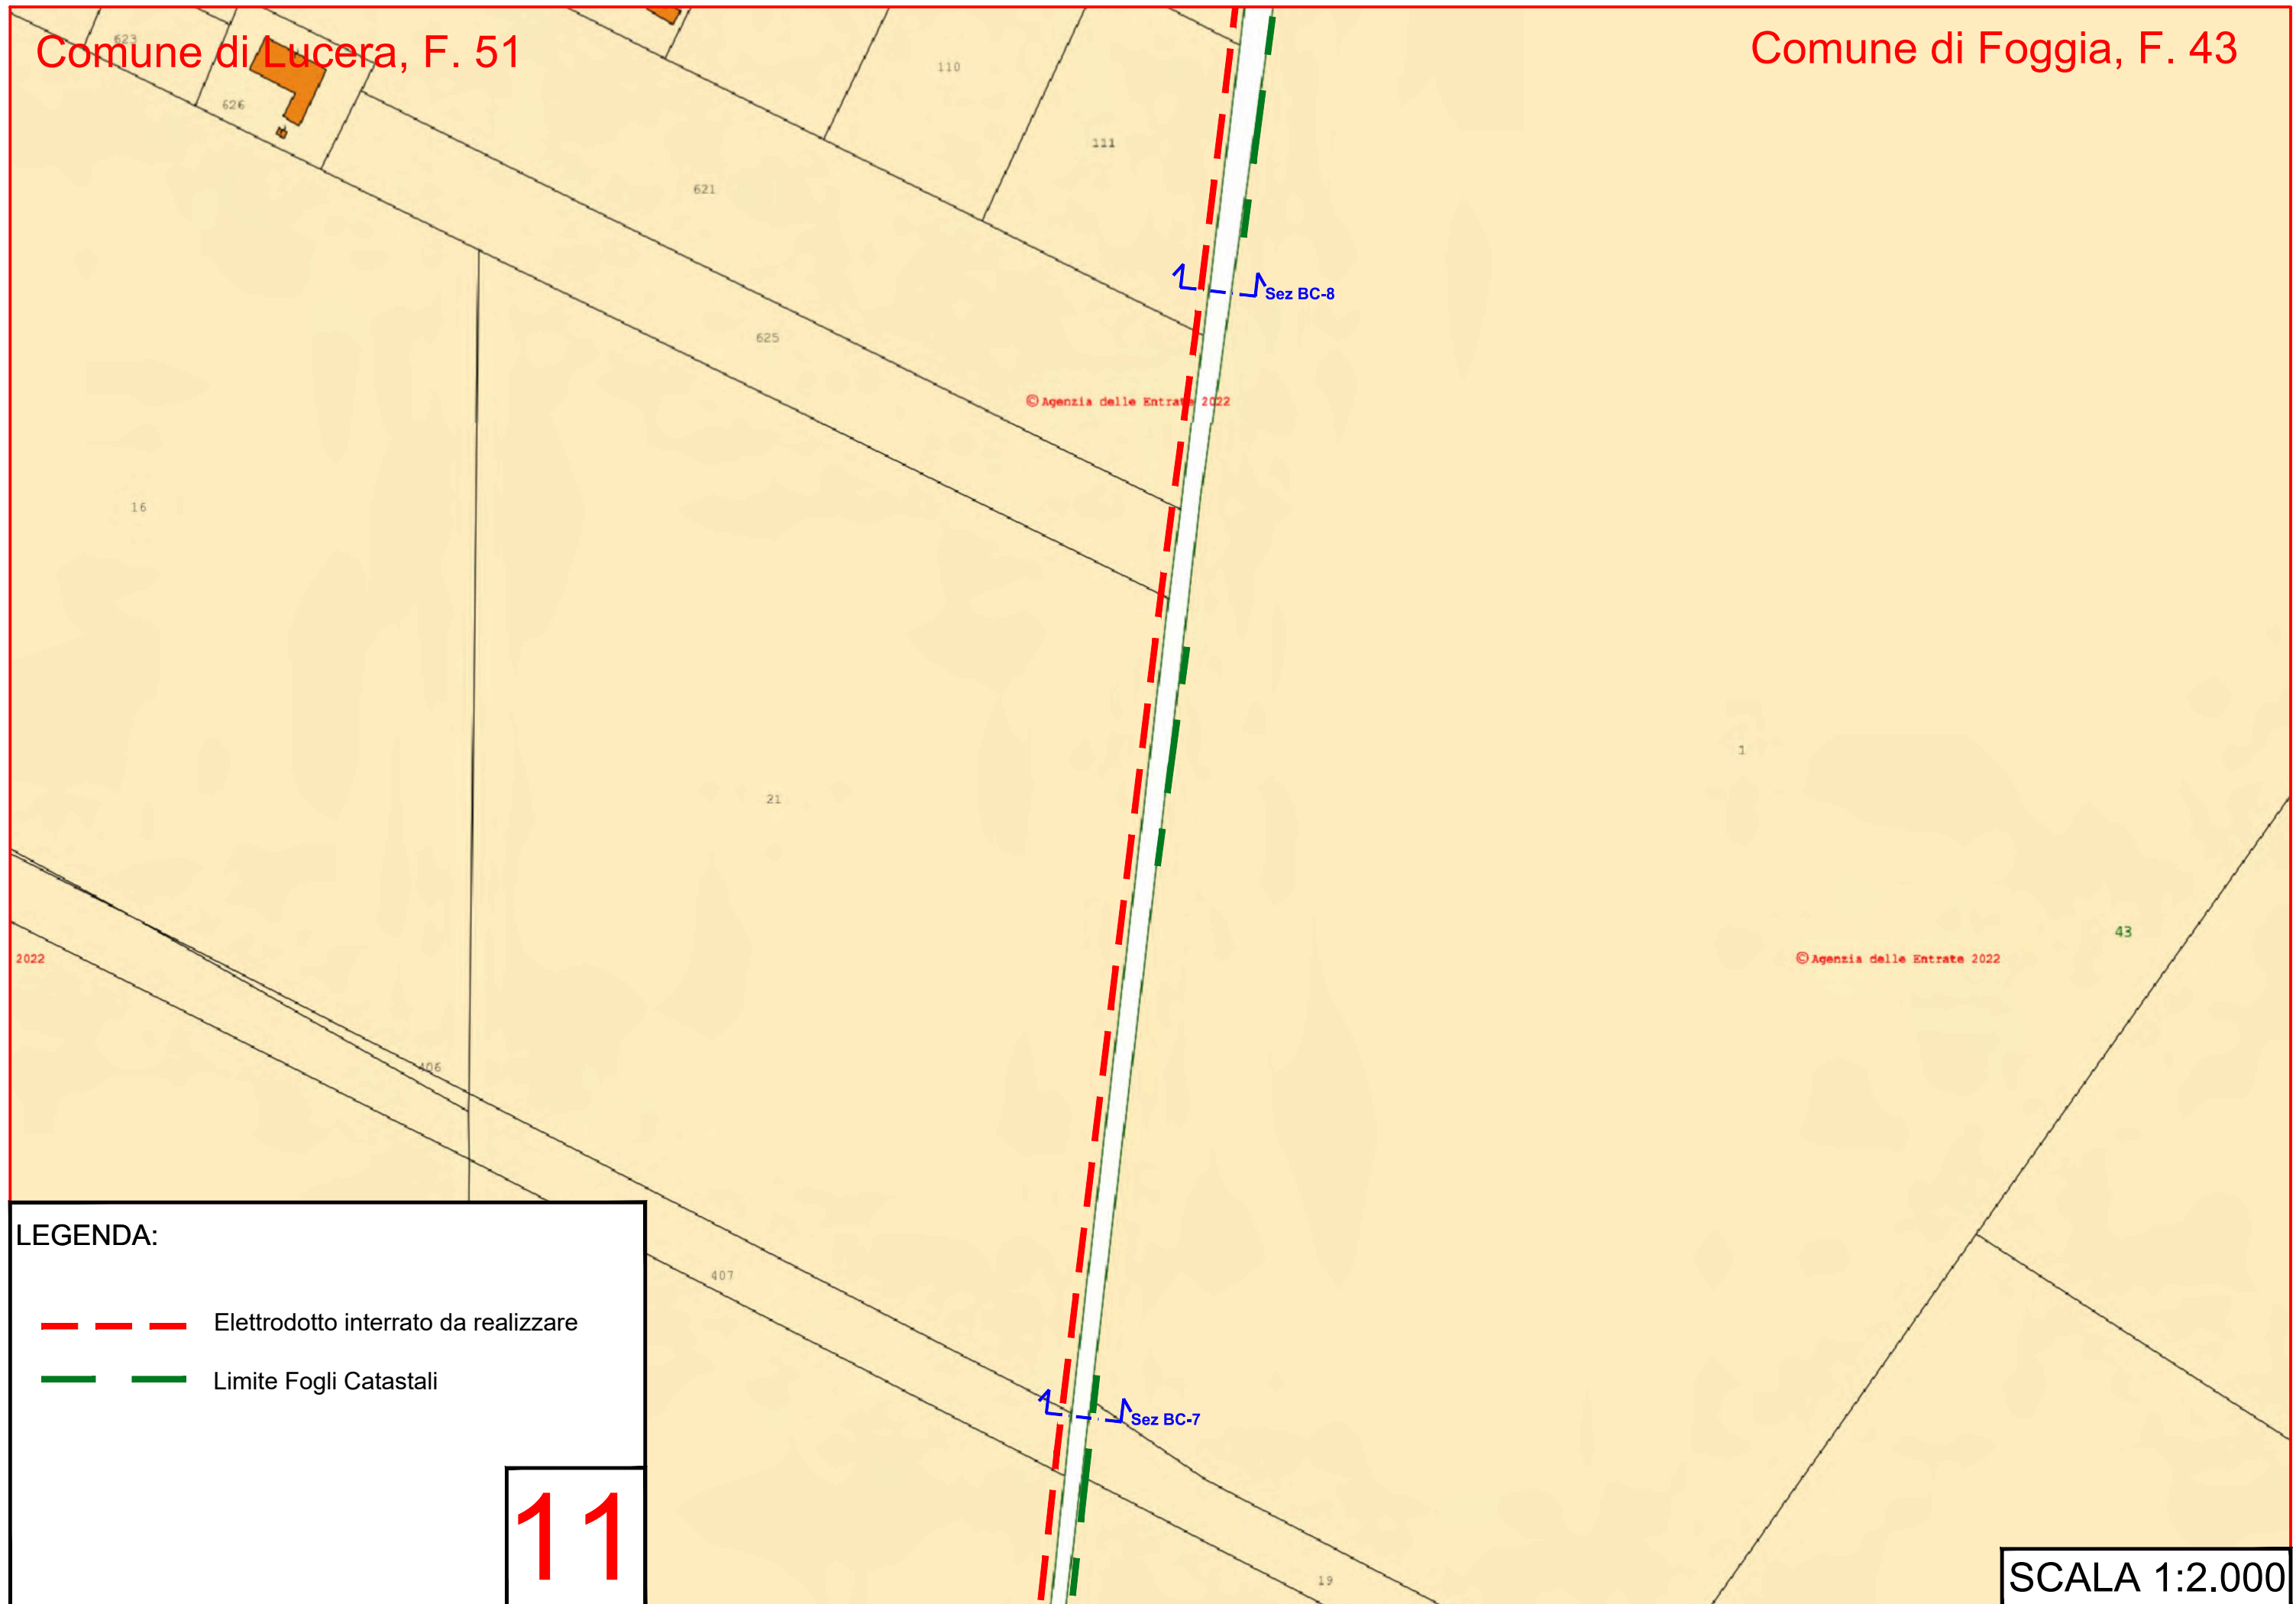 Comune di Lucera, F. 51
Comune di Foggia, F. 43
623
626
110
111
621
Sez BC-8
625
© Agenzia delle Entrate 2022
16
1
21
43
2022
© Agenzia delle Entrate 2022
406
LEGENDA:
Elettrodotto interrato da realizzare
Limite Fogli Catastali
407
Sez BC-7
11
19
SCALA 1:2.000